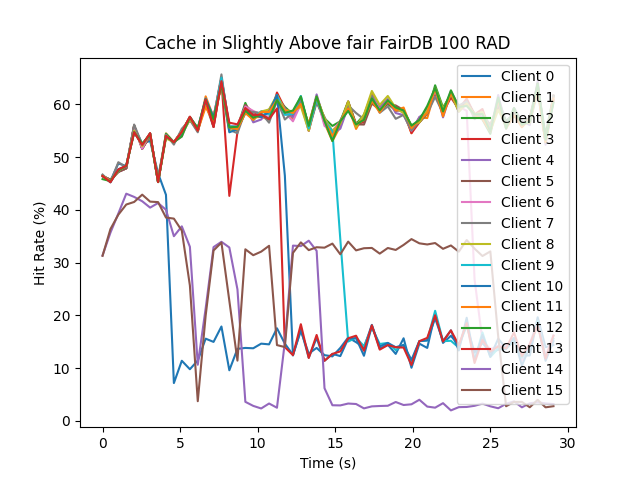 Cache in Slightly Above fair FairDB 100 RAD
Hit Rate (%)
60
50
40
30
20
10
0
0
5
10
15
20
25
30
Time (s)
Client 0
Client 1
Client 2
Client 3
Client 4
Client 5
Client 6
Client 7
Client 8
Client 9
Client 10
Client 11
Client 12
Client 13
Client 14
Client 15